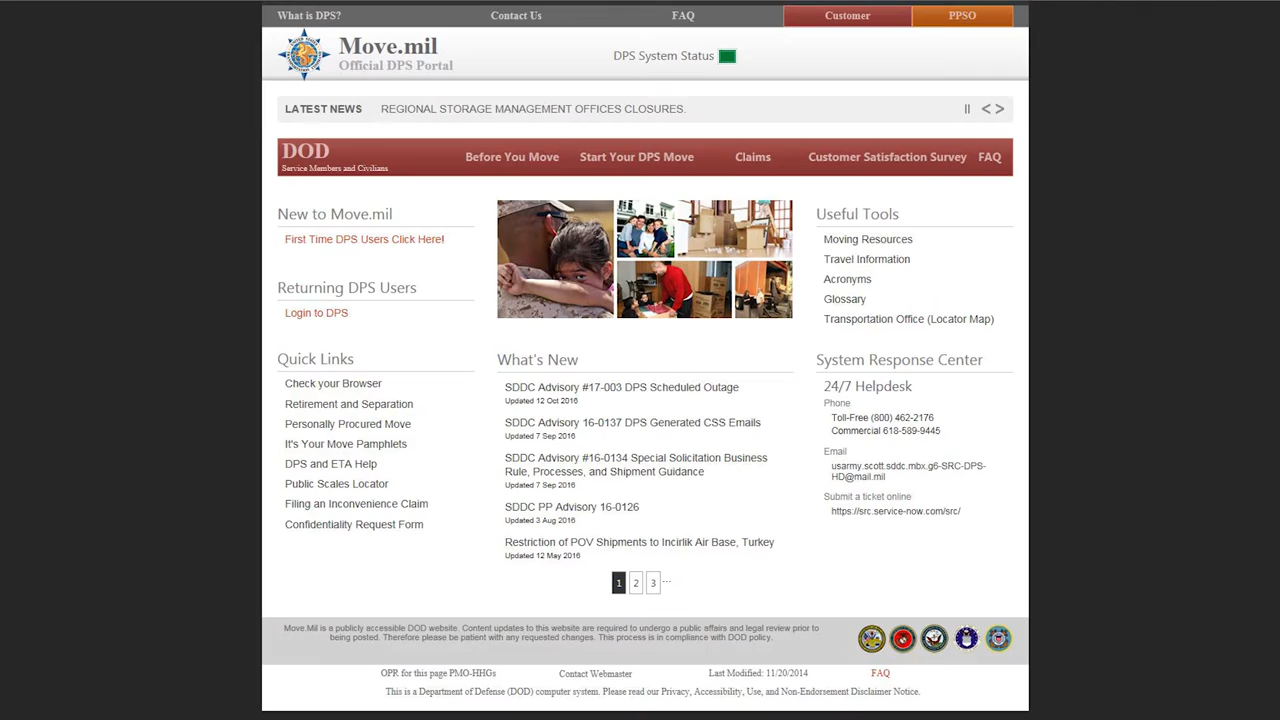 What is DPS?
Contact Us
FAQ
Customer
PPSO
Move.mil
Official DPS Portal
DPS System Status
LATEST NEWS
REGIONAL STORAGE MANAGEMENT OFFICES CLOSURES.
DOD
Service Members and Civilians
Before You Move
Start Your DPS Move
Claims
Customer Satisfaction Survey
FAQ
New to Move.mil
First Time DPS Users Click Here!
Returning DPS Users
Login to DPS
Quick Links
Check your Browser
Retirement and Separation
Personally Procured Move
It's Your Move Pamphlets
DPS and ETA Help
Public Scales Locator
Filing an Inconvenience Claim
Confidentiality Request Form
What's New
SDDC Advisory #17-003 DPS Scheduled Outage
Updated 12 Oct 2016
SDDC Advisory 16-0137 DPS Generated CSS Emails
Updated 7 Sep 2016
SDDC Advisory #16-0134 Special Solicitation Business
Rule, Processes, and Shipment Guidance
Updated 7 Sep 2016
SDDC PP Advisory 16-0126
Updated 3 Aug 2016
Restriction of POV Shipments to Incirlik Air Base, Turkey
Updated 12 May 2016
1 2 3 ...
Useful Tools
Moving Resources
Travel Information
Acronyms
Glossary
Transportation Office (Locator Map)
System Response Center
24/7 Helpdesk
Phone
Toll-Free (800) 462-2176
Commercial 618-589-9445
Email
usarmy.scott.sddc.mbx.g6-SRC-DPS-
HD@mail.mil
Submit a ticket online
https://src.service-now.com/src/
Move.Mil is a publicly accessible DOD website. Content updates to this website are required to undergo a public affairs and legal review prior to
being posted. Therefore please be patient with any requested changes. This process is in compliance with DOD policy.
OPR for this page PMO-HHGs
Contact Webmaster
Last Modified: 11/20/2014
FAQ
This is a Department of Defense (DOD) computer system. Please read our Privacy, Accessibility, Use, and Non-Endorsement Disclaimer Notice.